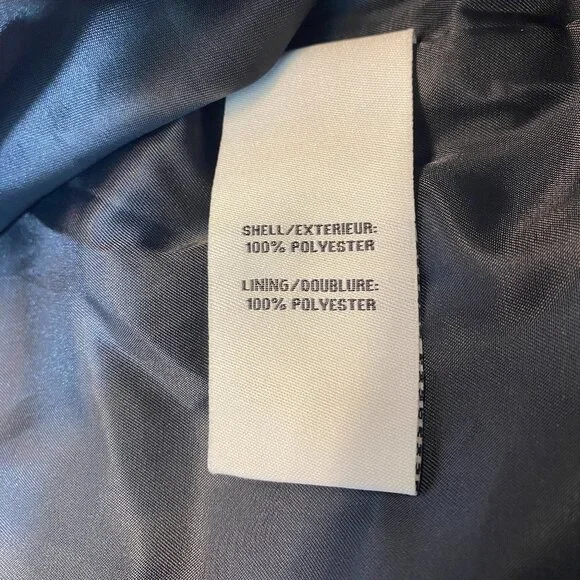 SHELL/EXTERIEUR:
100% POLYESTER
LINING/DOUBLURE:
100% POLYESTER